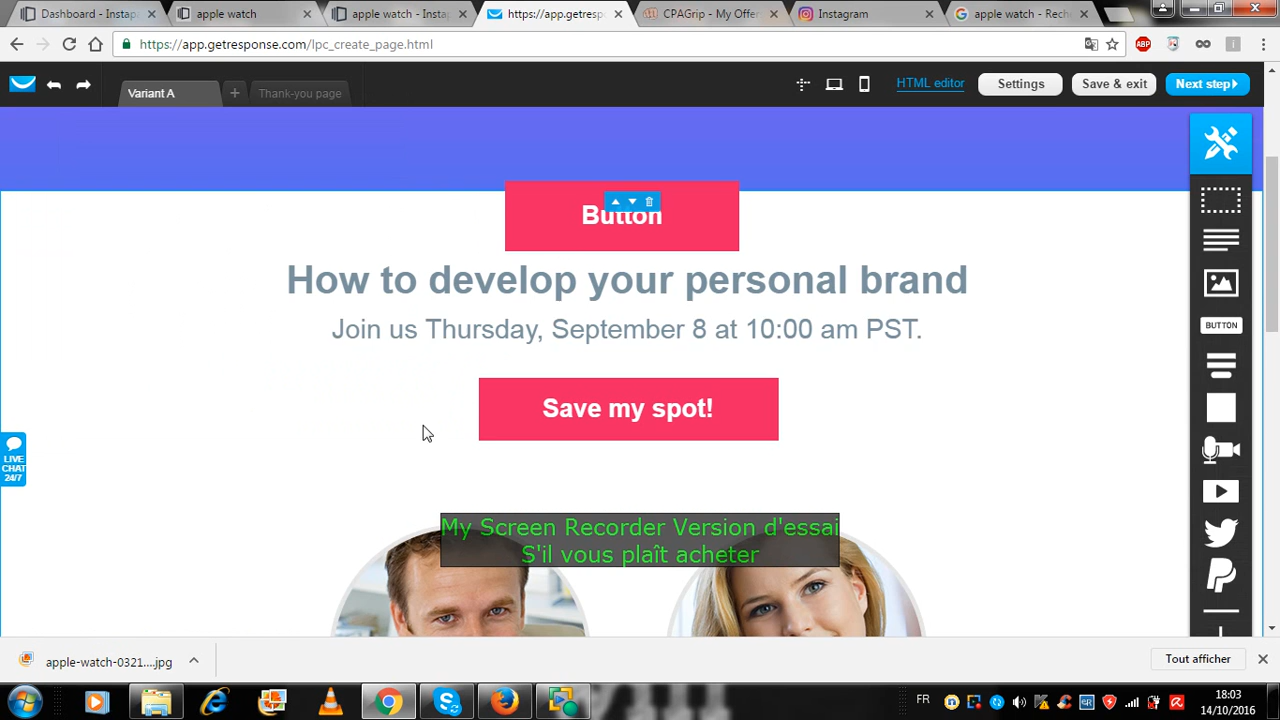 Dashboard - Instap
apple watch
apple watch - Insta
https://app.getrespo
CPAGrip - My Offer
Instagram
apple watch - Rech
https://app.getresponse.com/lpc_create_page.html
ABP
Variant A
Thank-you page
HTML editor
Settings
Save & exit
Next step
Button
How to develop your personal brand
Join us Thursday, September 8 at 10:00 am PST.
BUTTON
Save my spot!
LIVE
CHAT
24/7
My Screen Recorder Version d'essai
S'il vous plaît acheter
apple-watch-0321....jpg
Tout afficher
FR
18:03
14/10/2016